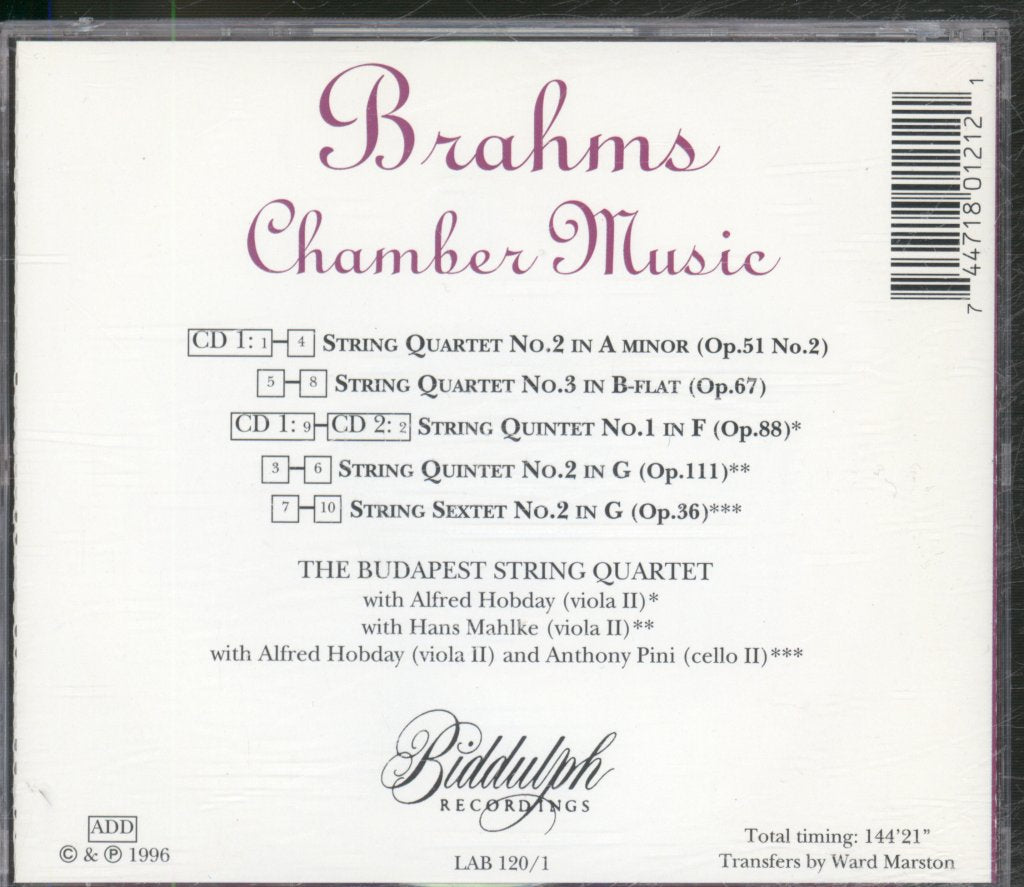 Brahms
Chamber Music
7 44718 01212 1
CD 1: 1 – 4 STRING QUARTET NO.2 IN A MINOR (Op.51 No.2)
5 – 8 STRING QUARTET NO.3 IN B-FLAT (Op.67)
CD 1: 9 – CD 2: 2 STRING QUINTET NO.1 IN F (Op.88)*
3 – 6 STRING QUINTET NO.2 IN G (Op.111)**
7 – 10 STRING SEXTET NO.2 IN G (Op.36)***
THE BUDAPEST STRING QUARTET
with Alfred Hobday (viola II)*
with Hans Mahlke (viola II)**
with Alfred Hobday (viola II) and Anthony Pini (cello II)***
Biddulph
RECORDINGS
ADD
© & ℗ 1996
LAB 120/1
Total timing: 144'21"
Transfers by Ward Marston